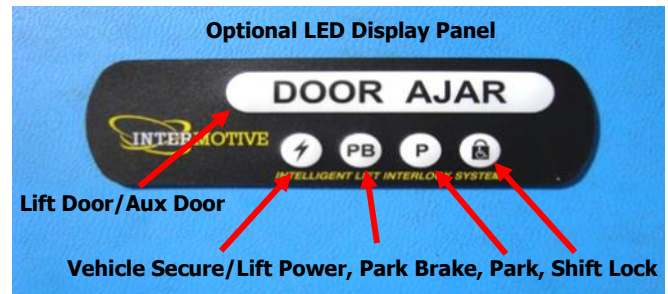 Optional LED Display Panel
DOOR AJAR
INTERMOTIVE
PB P
INTELLIGENT LIFT INTERLOCK SYSTEM
Lift Door/Aux Door
Vehicle Secure/Lift Power, Park Brake, Park, Shift Lock